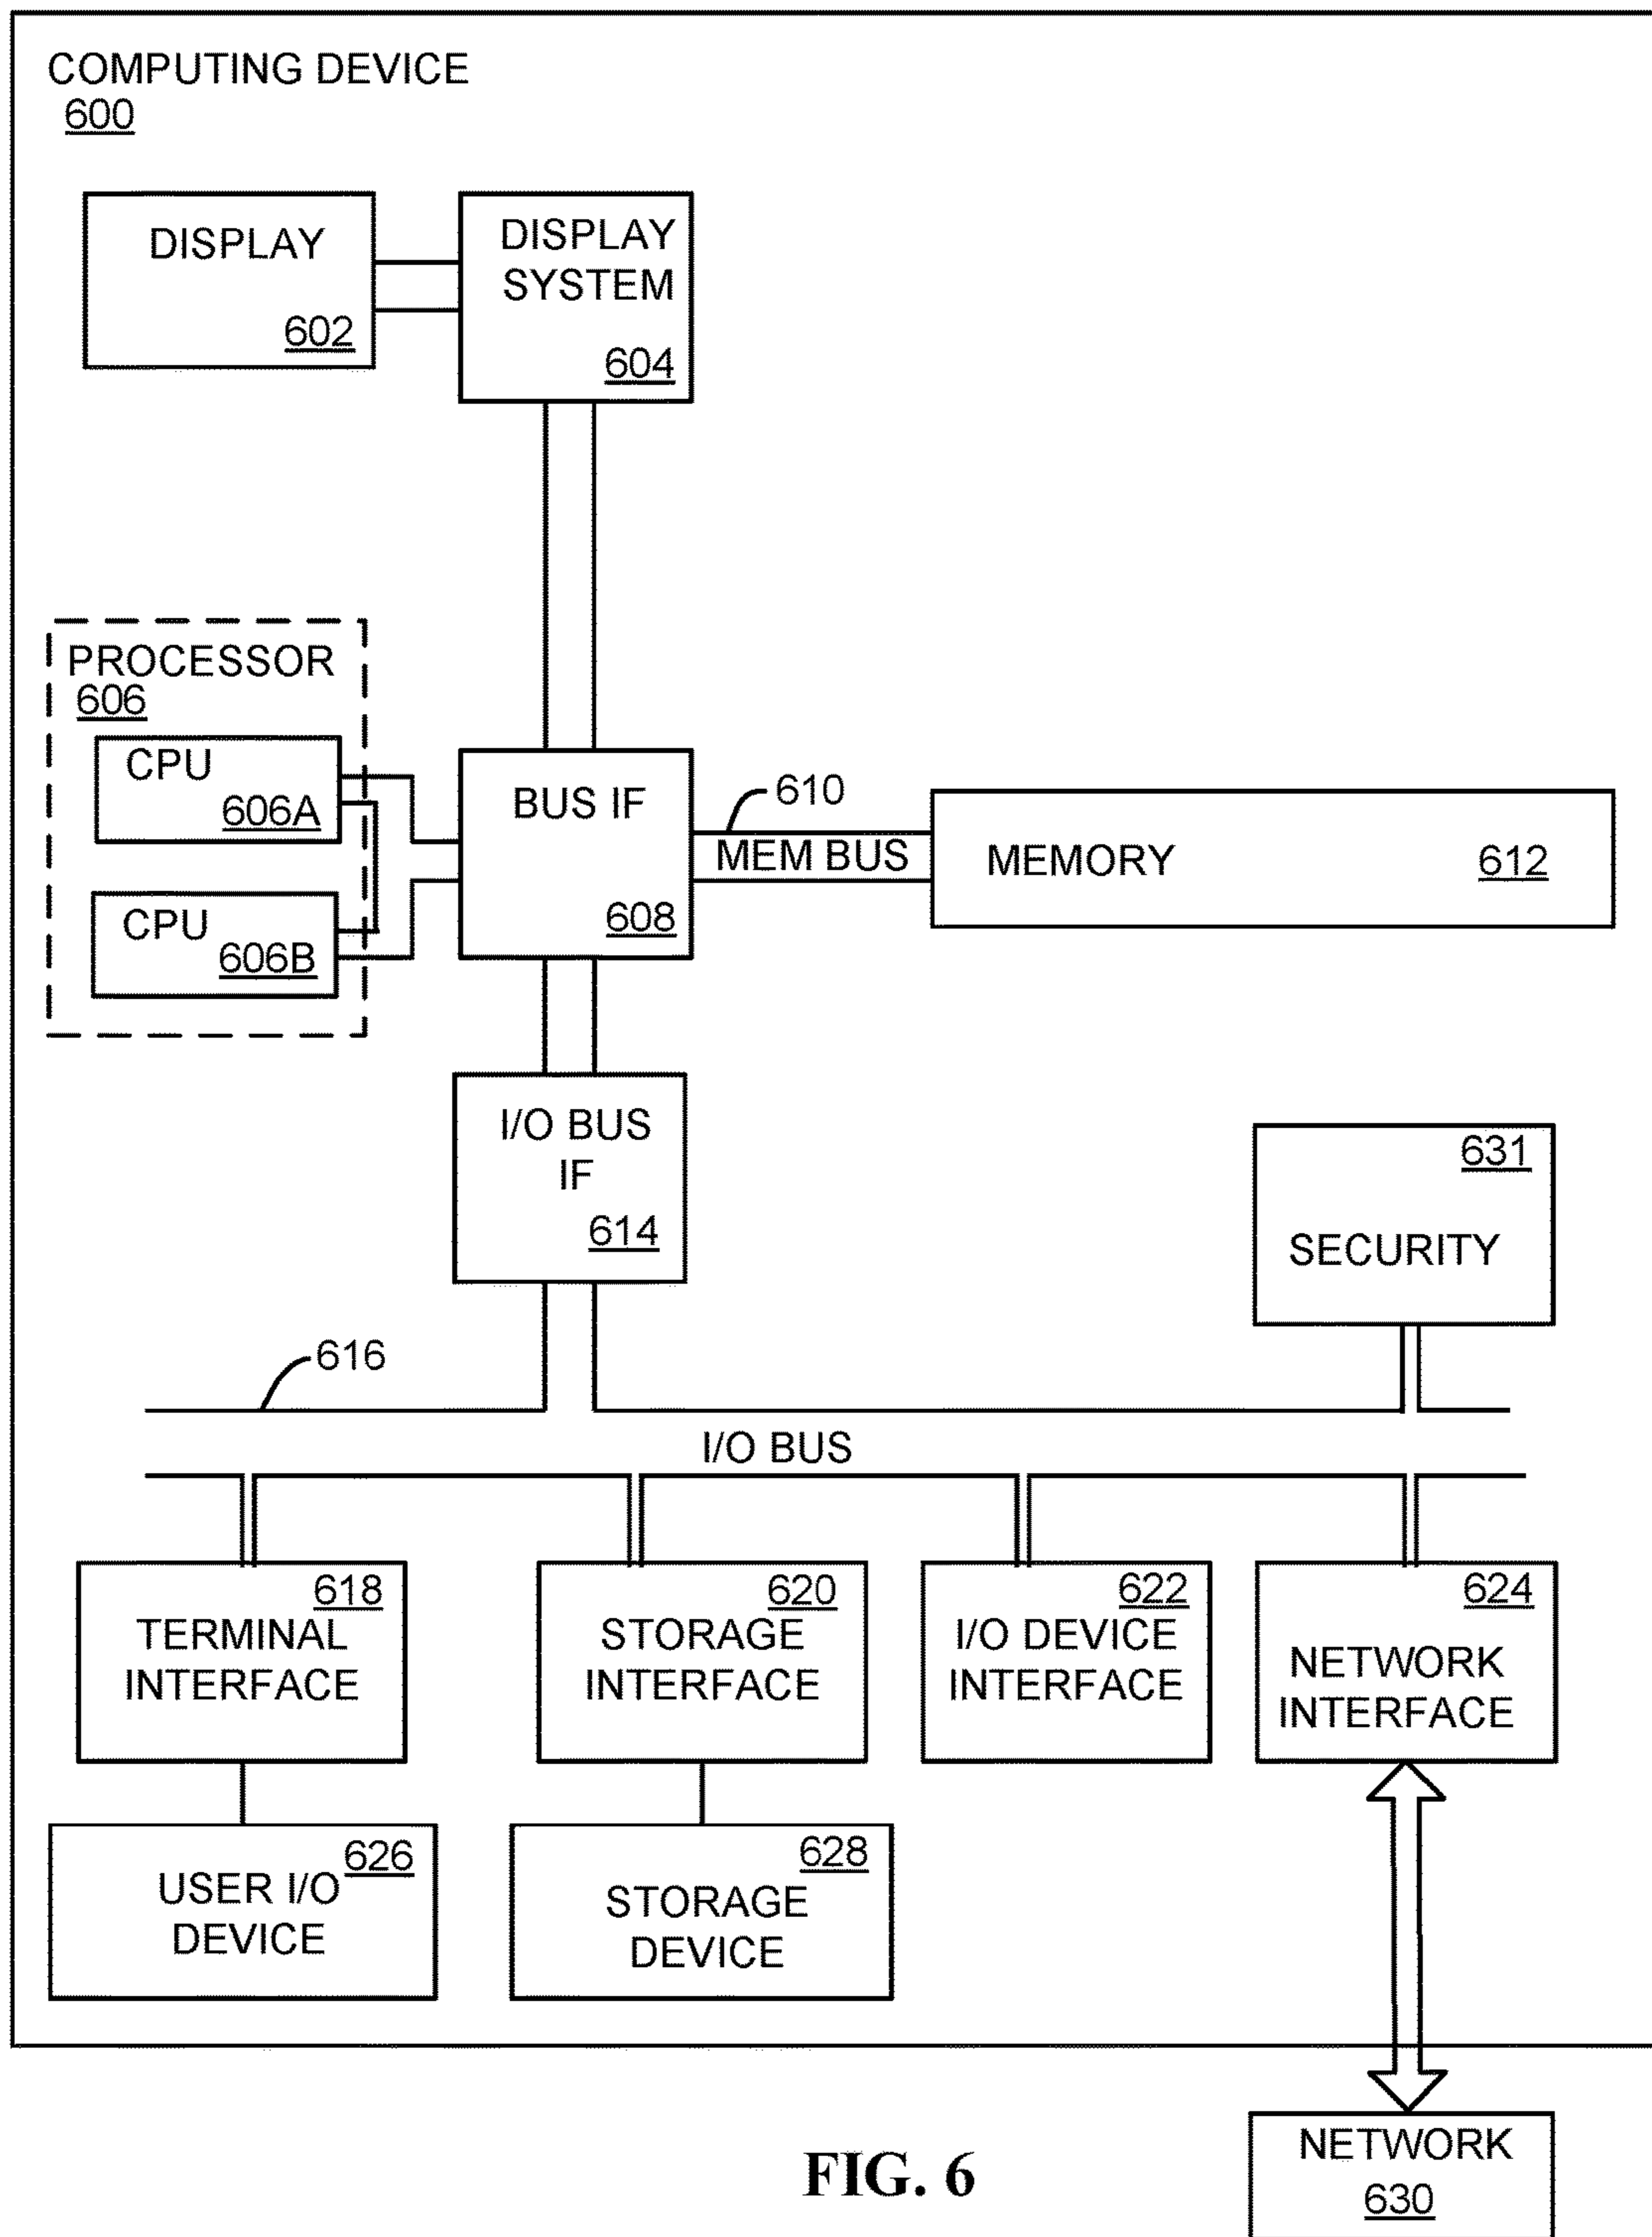 COMPUTING DEVICE
600
DISPLAY
602
DISPLAY
SYSTEM
604
PROCESSOR
606
CPU
606A
CPU
606B
BUS IF
608
610
MEM BUS
MEMORY
612
I/O BUS
IF
614
631
SECURITY
616
I/O BUS
618
TERMINAL
INTERFACE
620
STORAGE
INTERFACE
622
I/O DEVICE
INTERFACE
624
NETWORK
INTERFACE
626
USER I/O
DEVICE
628
STORAGE
DEVICE
NETWORK
630
FIG. 6